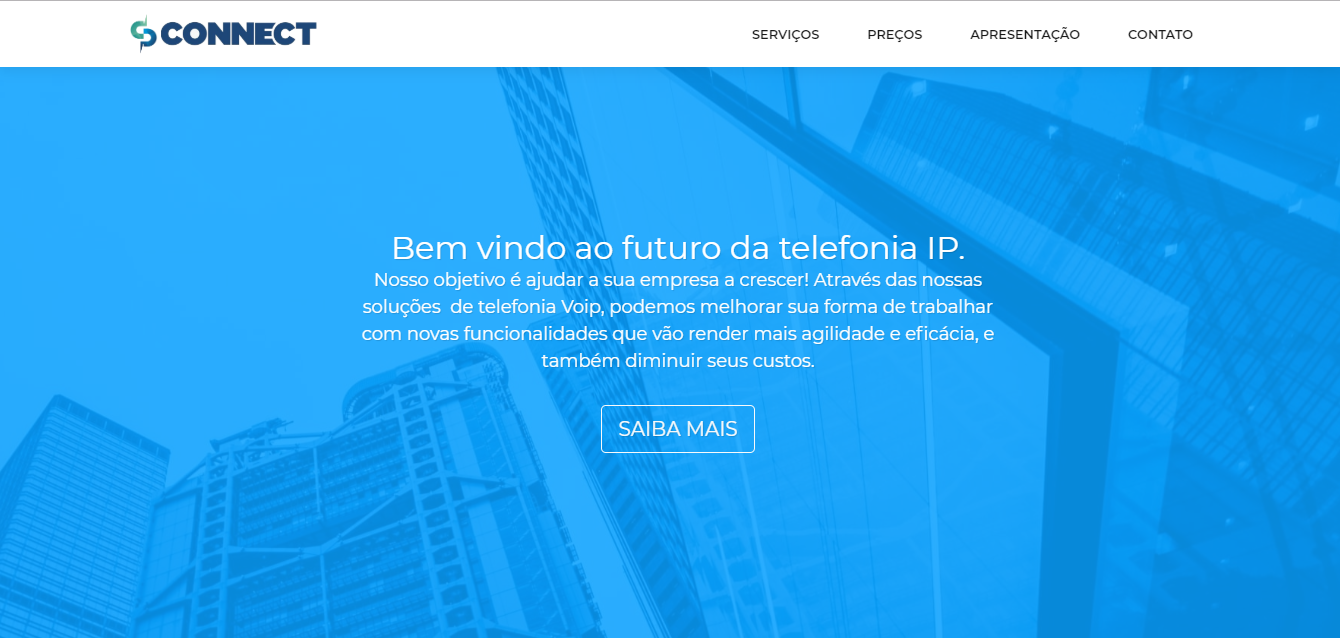 CONNECT
SERVIÇOS PREÇOS APRESENTAÇÃO CONTATO
Bem vindo ao futuro da telefonia IP.
Nosso objetivo é ajudar a sua empresa a crescer! Através das nossas
soluções  de telefonia Voip, podemos melhorar sua forma de trabalhar
com novas funcionalidades que vão render mais agilidade e eficácia, e
também diminuir seus custos.
SAIBA MAIS